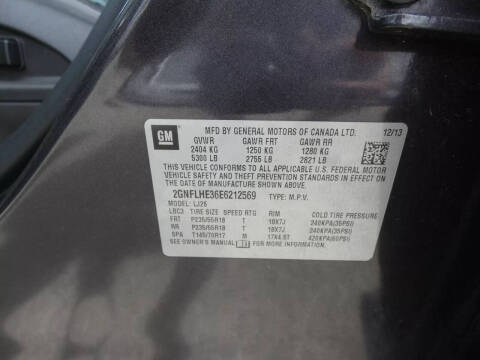 GM
MFD BY GENERAL MOTORS OF CANADA LTD. 12/13
GVWR GAWR FRT GAWR RR
2404 KG 1250 KG 1280 KG
5300 LB 2755 LB 2821 LB
THIS VEHICLE CONFORMS TO ALL APPLICABLE U.S. FEDERAL MOTOR
VEHICLE SAFETY AND THEFT PREVENTION STANDARDS IN EFFECT ON
THE DATE OF MANUFACTURE SHOWN ABOVE.
2GNFLHE36E6212569 TYPE: M.P.V.
MODEL: LJ26
LBC3 TIRE SIZE SPEED RTG RIM COLD TIRE PRESSURE
FRT P235/55R18 T 18X7J 240KPA(35PSI)
RR P235/55R18 T 18X7J 240KPA(35PSI)
SPA T145/70R17 M 17X4.5T 420KPA(60PSI)
SEE OWNER'S MANUAL FOR ADDITIONAL INFORMATION